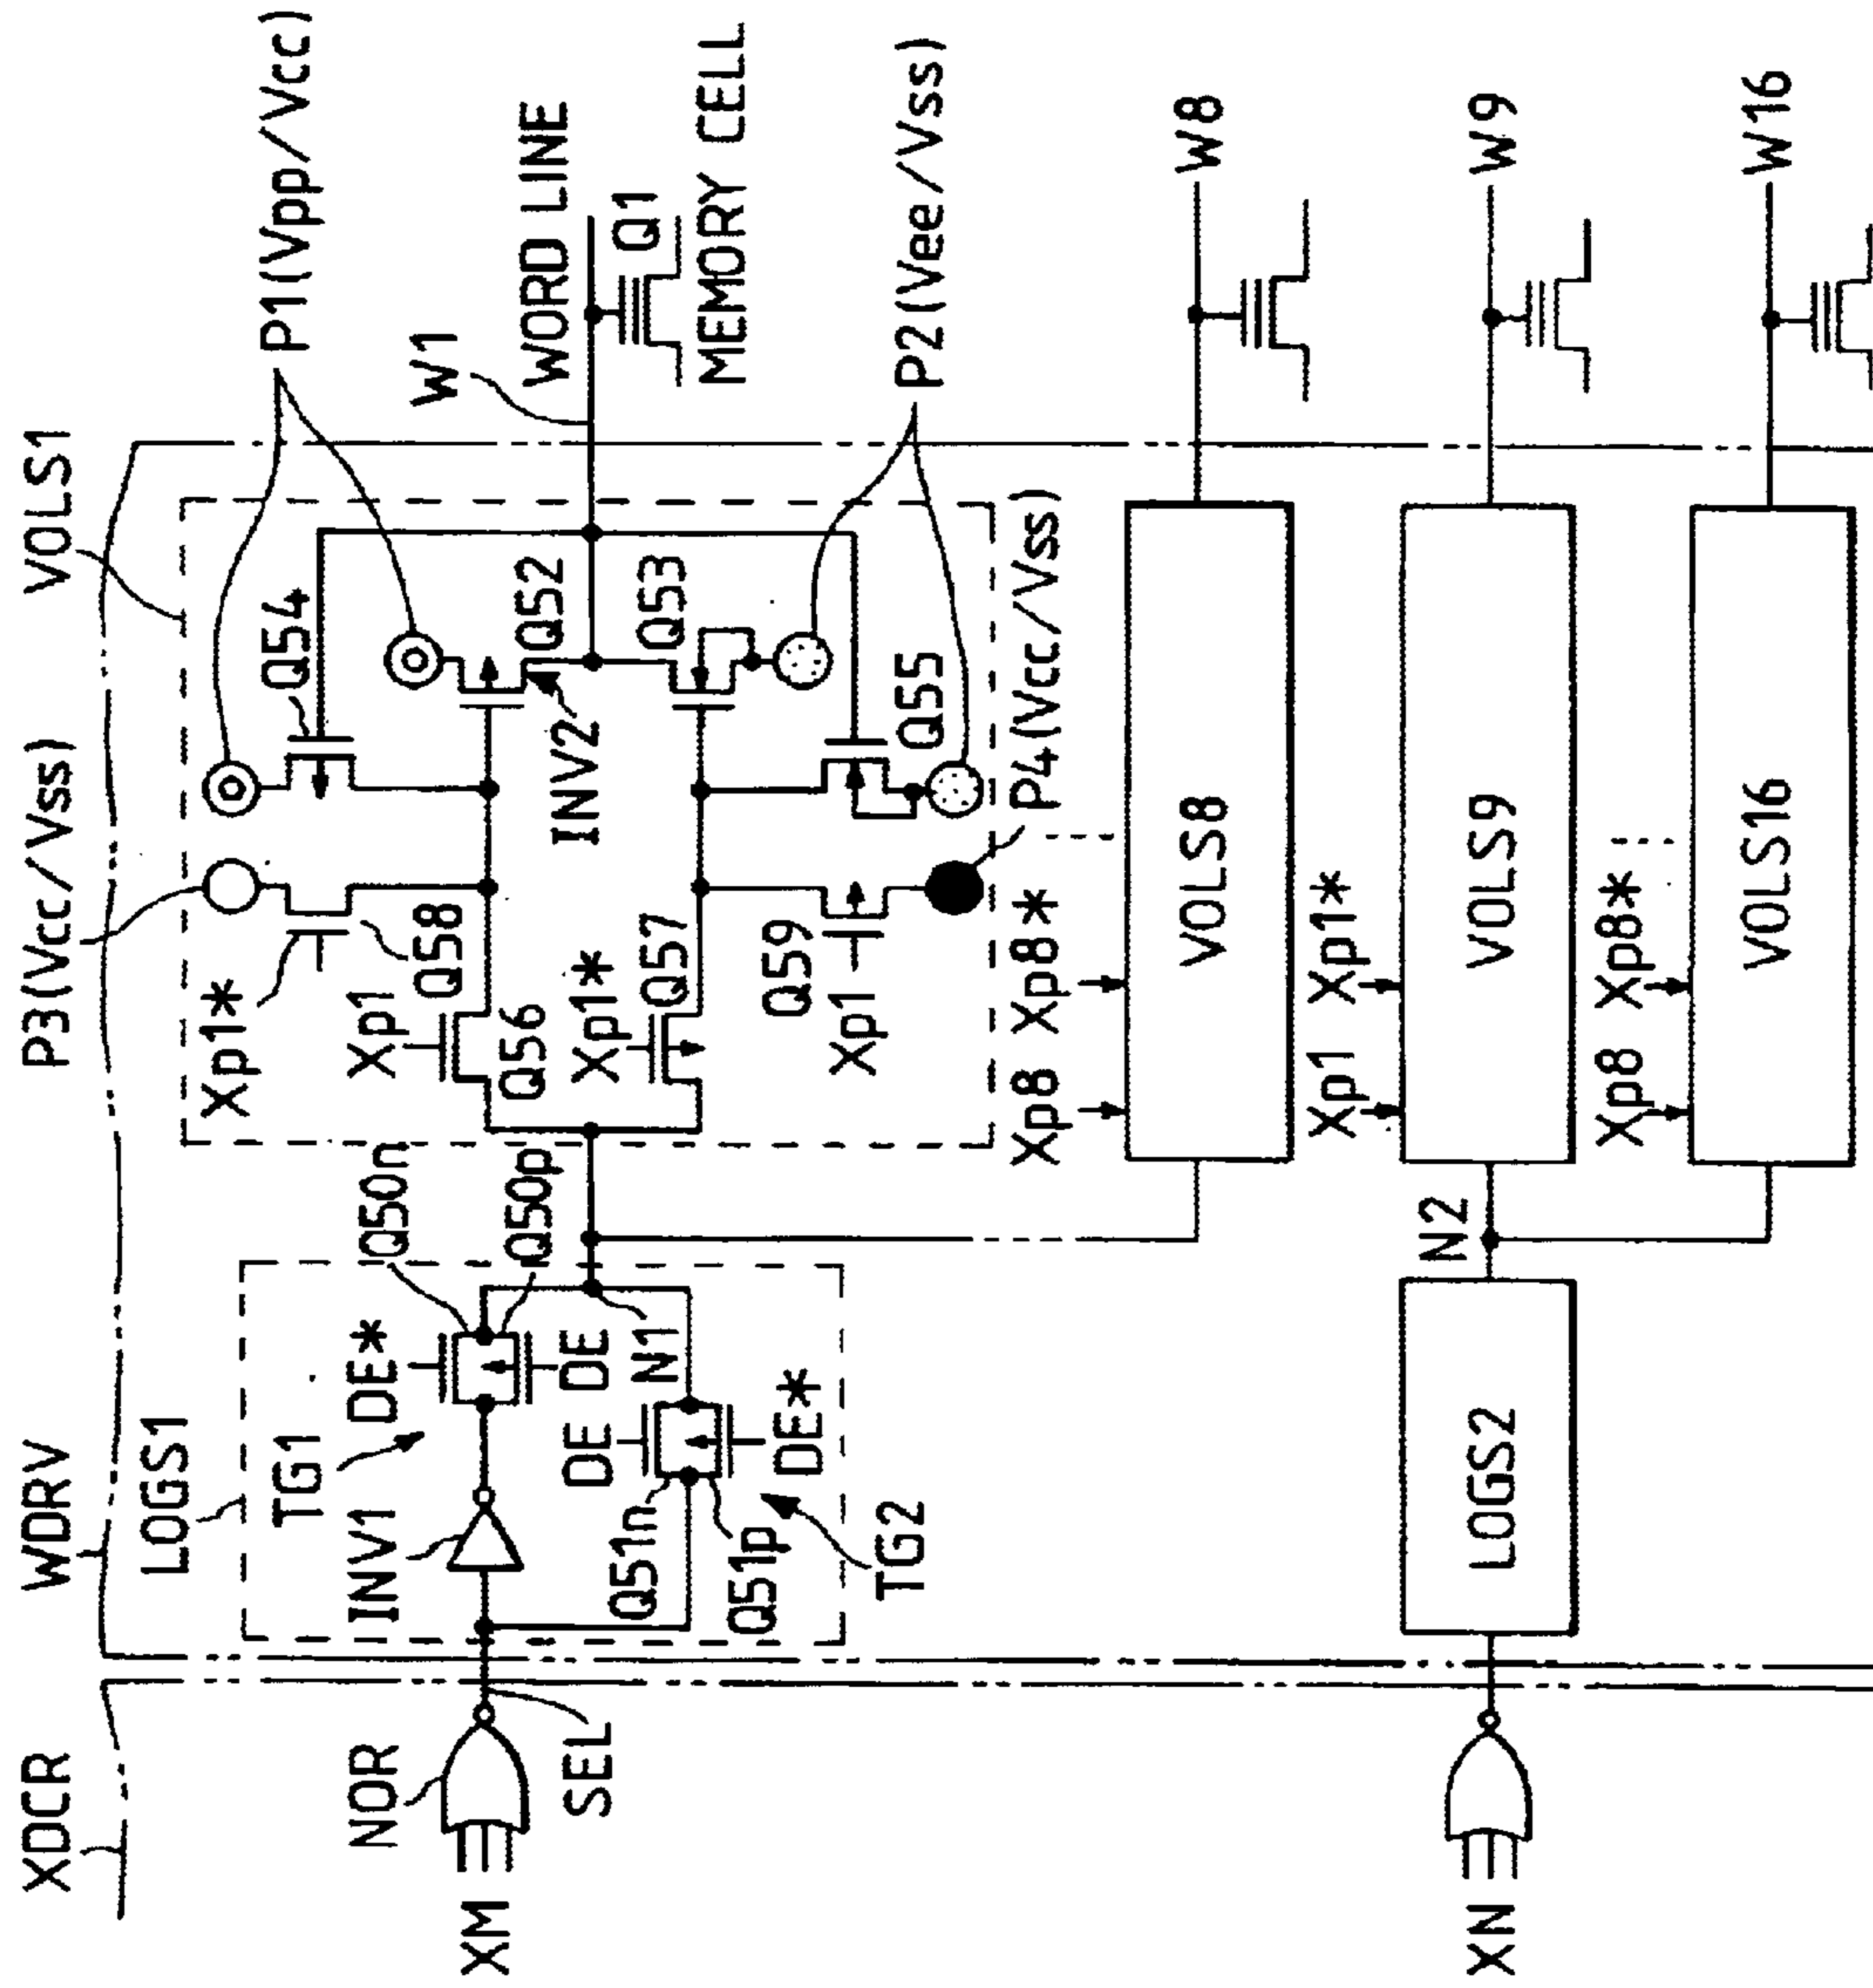 XDCR
WDRV
P3(Vcc/Vss)
VOLS1
P1(Vpp/Vcc)
LOGS1
Xp1*
Q54
NOR
INV1
TG1
DE*
Q50n
Xp1
Q58
W1
XM
SEL
DE
Q50p
Q56
INV2
Q52
WORD LINE
Q51n
DE
N1
Xp1*
Q57
Q53
Q1
Q51p
DE*
Q59
MEMORY CELL
TG2
Xp1
Q55
P2(Vee/Vss)
P4(Vcc/Vss)
Xp8
Xp8*
VOLS8
W8
Xp1
Xp1*
N2
XN
LOGS2
VOLS9
W9
Xp8
Xp8*
VOLS16
W16